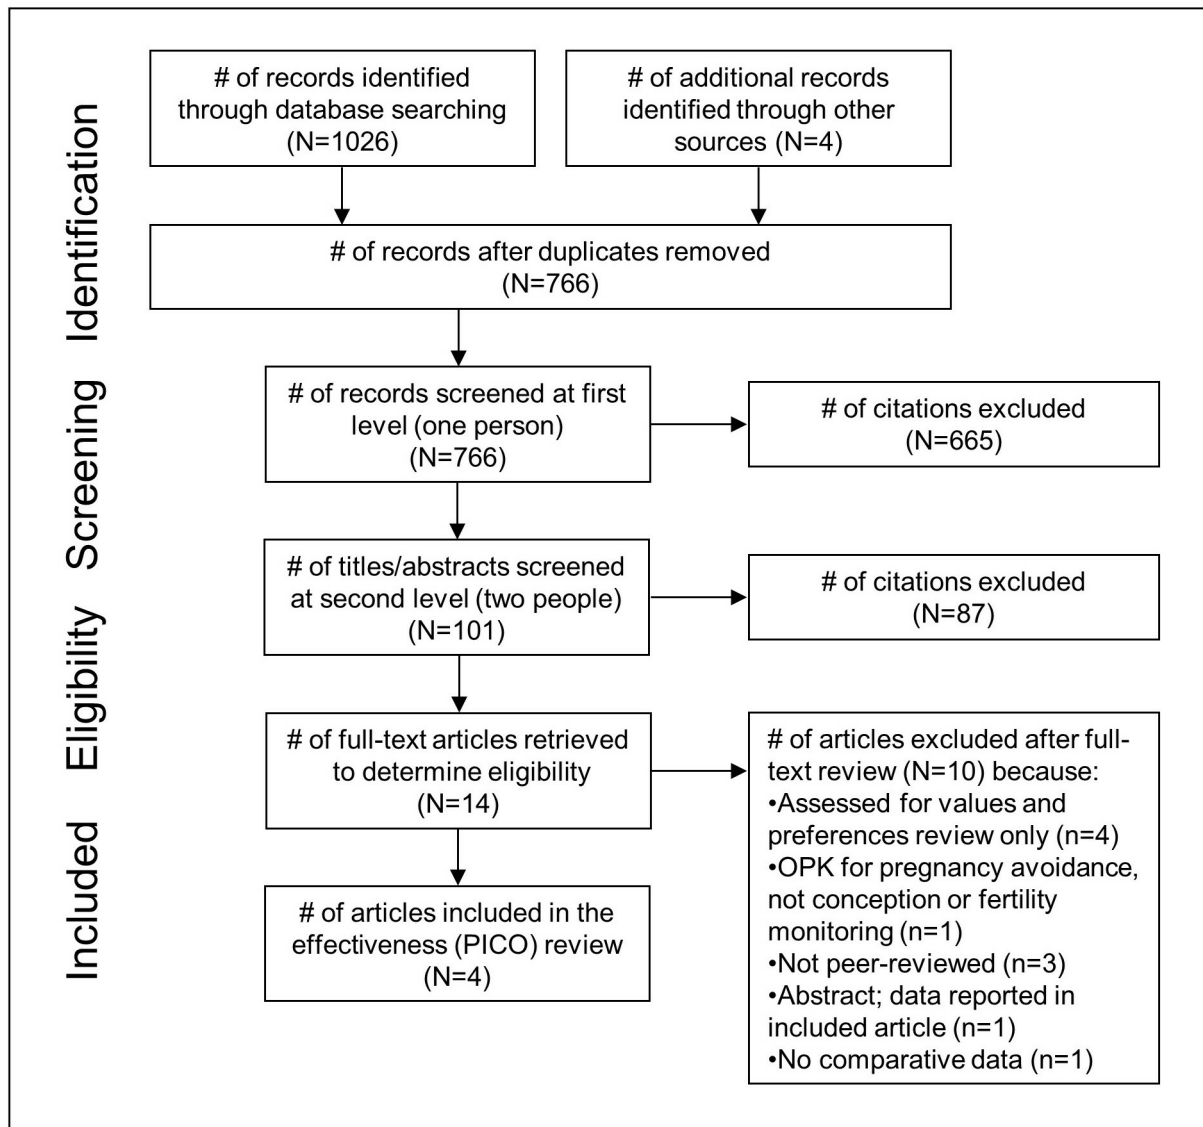 # of records identified
through database searching
(N=1026)
# of additional records
identified through other
sources (N=4)
Identification
# of records after duplicates removed
(N=766)
Screening
# of records screened at first
level (one person)
(N=766)
# of citations excluded
(N=665)
# of titles/abstracts screened
at second level (two people)
(N=101)
# of citations excluded
(N=87)
Eligibility
# of full-text articles retrieved
to determine eligibility
(N=14)
# of articles excluded after full-
text review (N=10) because:
•Assessed for values and
preferences review only (n=4)
•OPK for pregnancy avoidance,
not conception or fertility
monitoring (n=1)
•Not peer-reviewed (n=3)
•Abstract; data reported in
included article (n=1)
•No comparative data (n=1)
Included
# of articles included in the
effectiveness (PICO) review
(N=4)